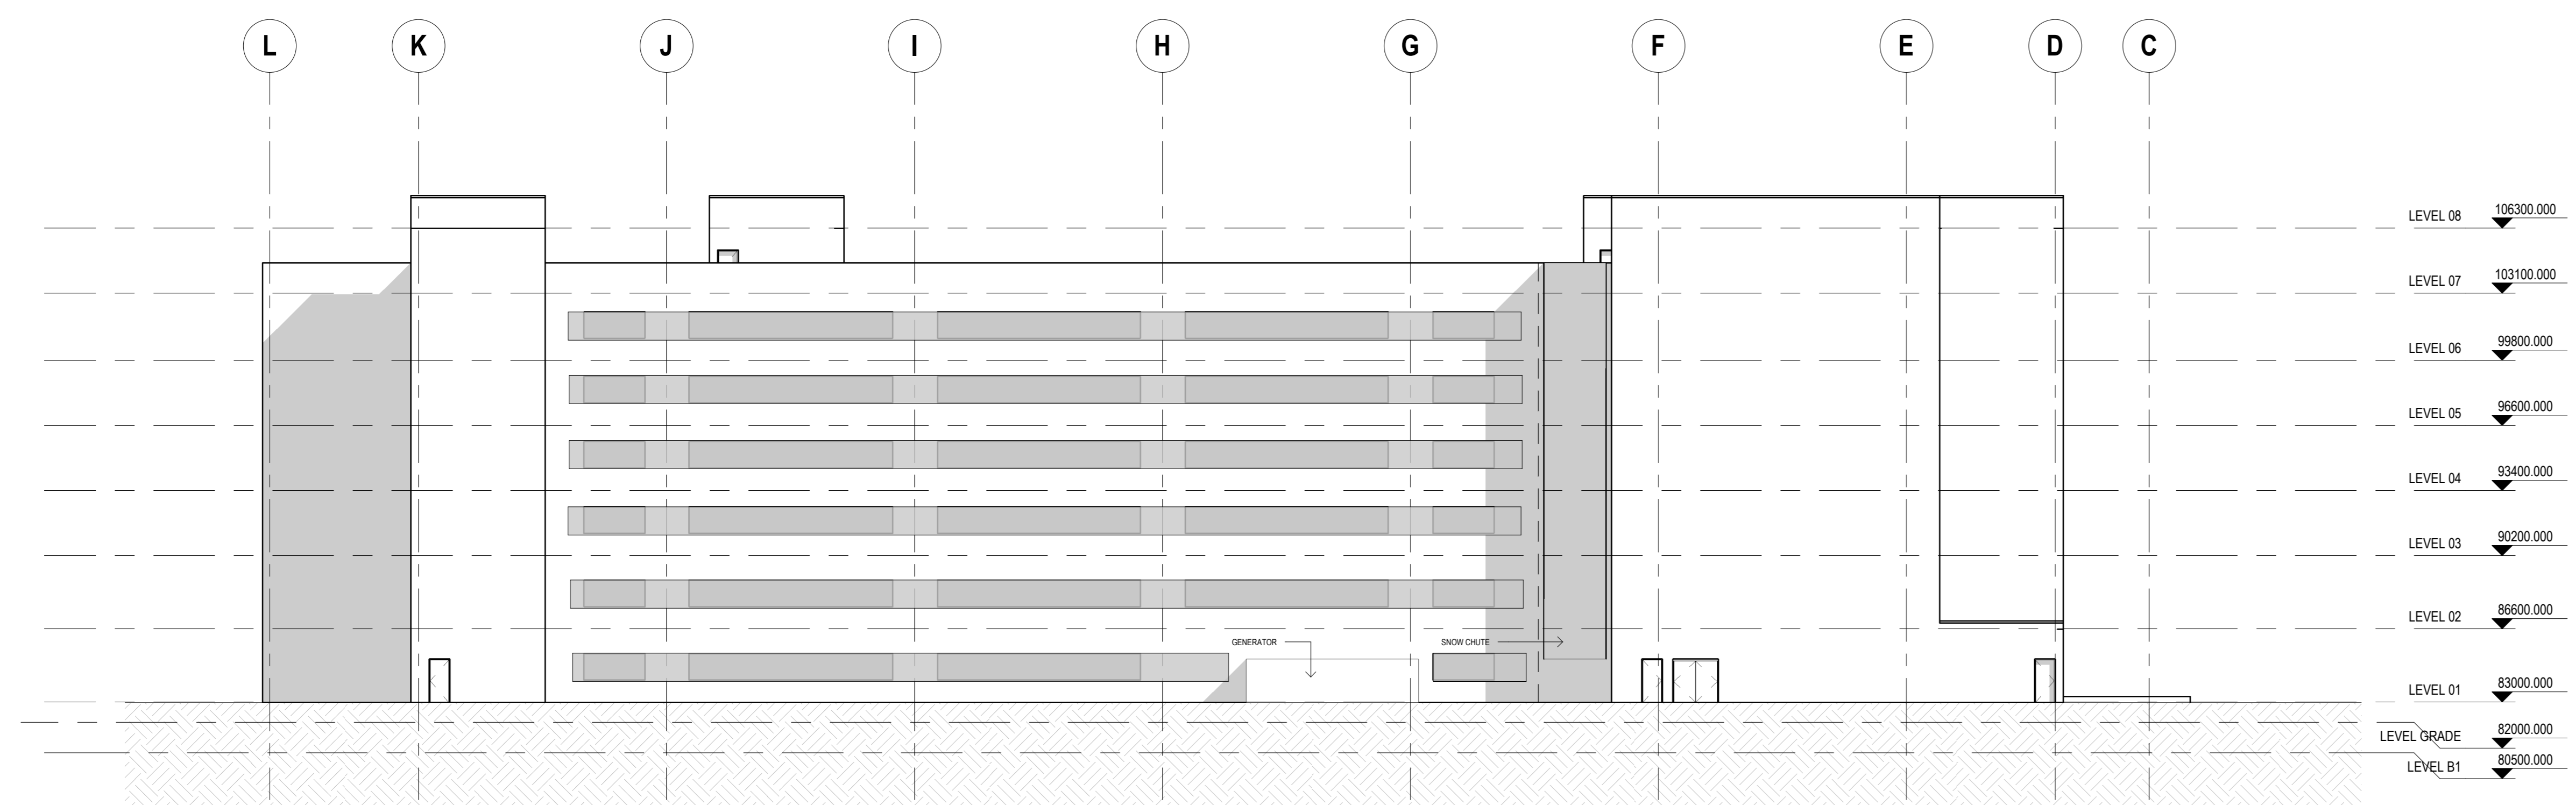 L K J I H G F E D C
LEVEL 08 106300.000
LEVEL 07 103100.000
LEVEL 06 99800.000
LEVEL 05 96600.000
LEVEL 04 93400.000
LEVEL 03 90200.000
LEVEL 02 86600.000
GENERATOR
SNOW CHUTE
LEVEL 01 83000.000
LEVEL GRADE 82000.000
LEVEL B1 80500.000